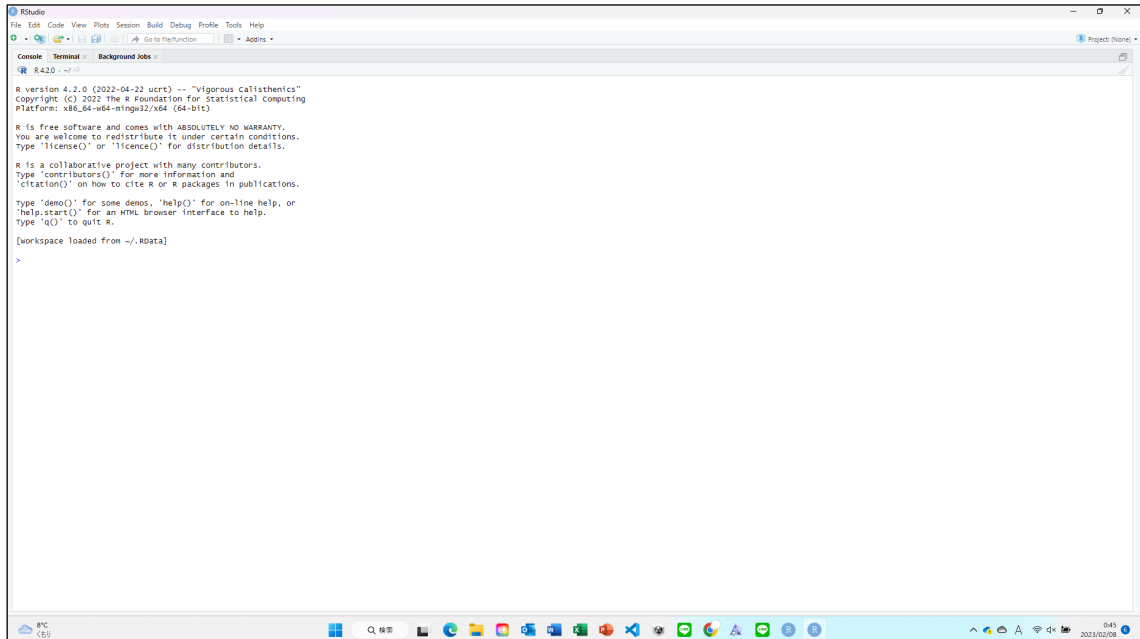 RStudio
File Edit Code View Plots Session Build Debug Profile Tools Help
Go to file/function Addins
Project: (None)
Console Terminal Background Jobs
R 4.2.0 · ~/
R version 4.2.0 (2022-04-22 ucrt) -- "Vigorous Calisthenics"
Copyright (C) 2022 The R Foundation for Statistical Computing
Platform: x86_64-w64-mingw32/x64 (64-bit)
R is free software and comes with ABSOLUTELY NO WARRANTY.
You are welcome to redistribute it under certain conditions.
Type 'license()' or 'licence()' for distribution details.
R is a collaborative project with many contributors.
Type 'contributors()' for more information and
'citation()' on how to cite R or R packages in publications.
Type 'demo()' for some demos, 'help()' for on-line help, or
'help.start()' for an HTML browser interface to help.
Type 'q()' to quit R.
[Workspace loaded from ~/.RData]
>
8°C
くもり
検索
A
0:45
2023/02/08
6